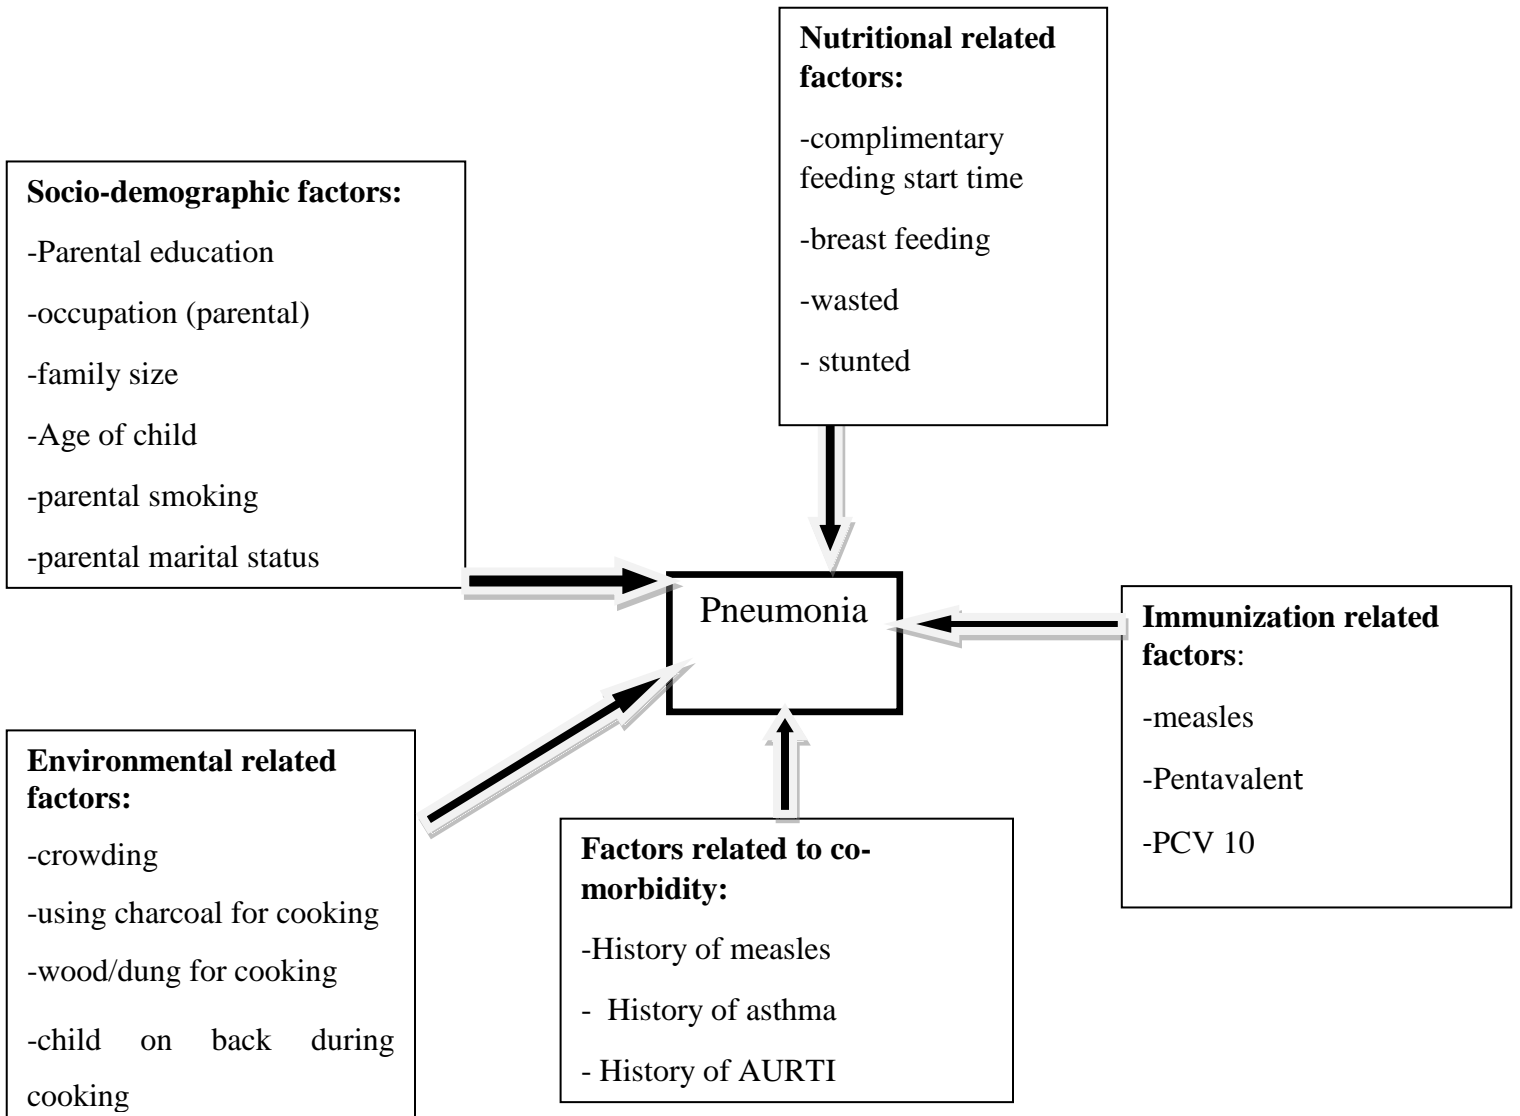 Nutritional related
factors:
-complimentary
feeding start time
-breast feeding
-wasted
- stunted
Socio-demographic factors:
-Parental education
-occupation (parental)
-family size
-Age of child
-parental smoking
-parental marital status
Pneumonia
Immunization related
factors:
-measles
-Pentavalent
-PCV 10
Environmental related
factors:
-crowding
-using charcoal for cooking
-wood/dung for cooking
-child on back during
cooking
Factors related to co-
morbidity:
-History of measles
- History of asthma
- History of AURTI